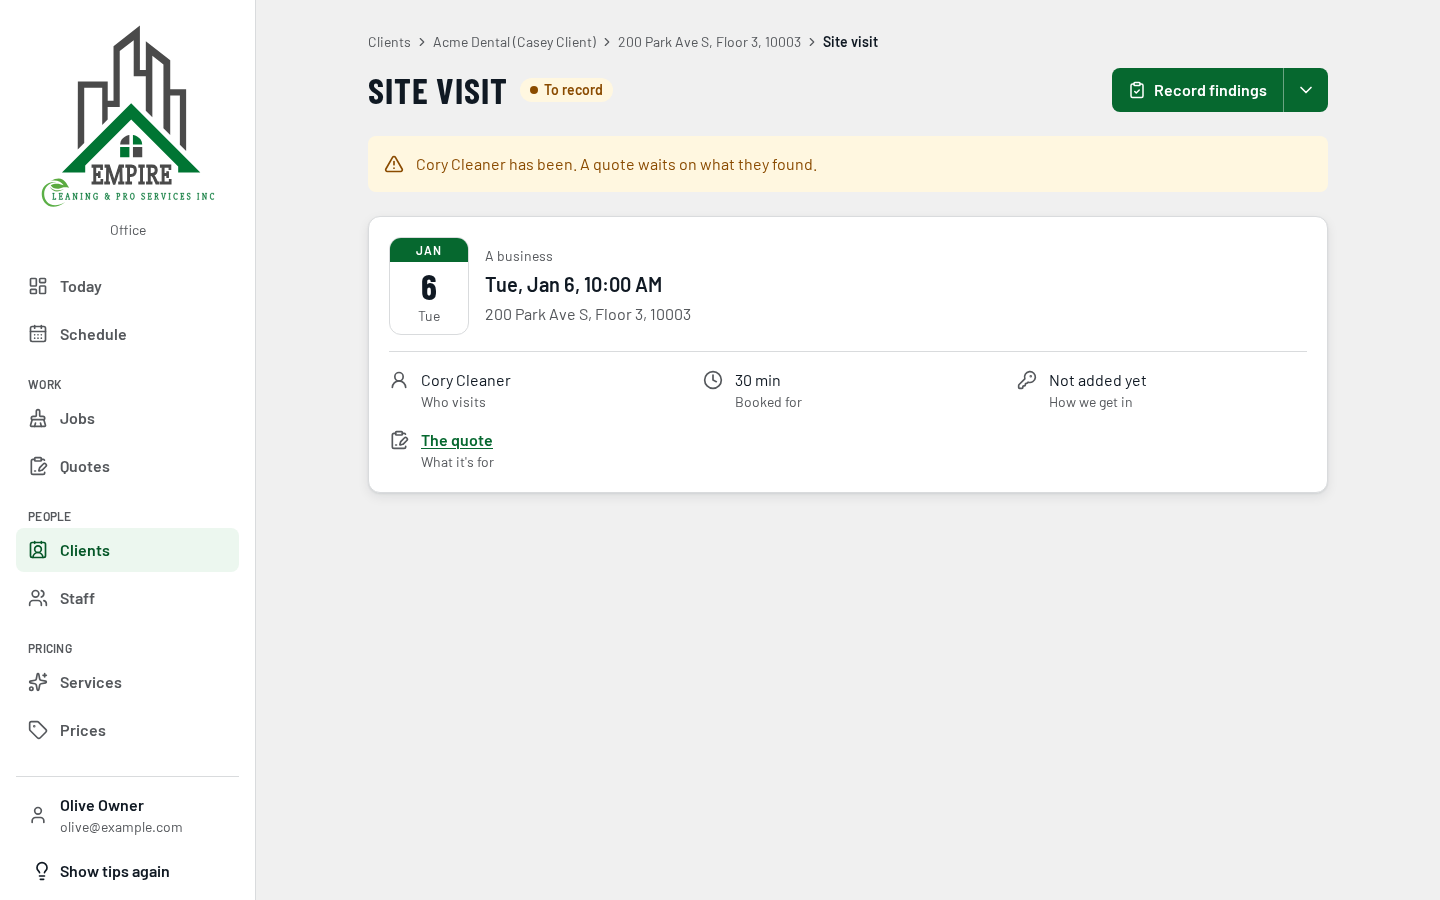 EMPIRE
CLEANING & PRO SERVICES INC
Office
Today
Schedule
WORK
Jobs
Quotes
PEOPLE
Clients
Staff
PRICING
Services
Prices
Olive Owner
olive@example.com
Show tips again
Clients > Acme Dental (Casey Client) > 200 Park Ave S, Floor 3, 10003 > Site visit
SITE VISIT
To record
Record findings
Cory Cleaner has been. A quote waits on what they found.
JAN
6
Tue
A business
Tue, Jan 6, 10:00 AM
200 Park Ave S, Floor 3, 10003
Cory Cleaner
Who visits
30 min
Booked for
Not added yet
How we get in
The quote
What it's for